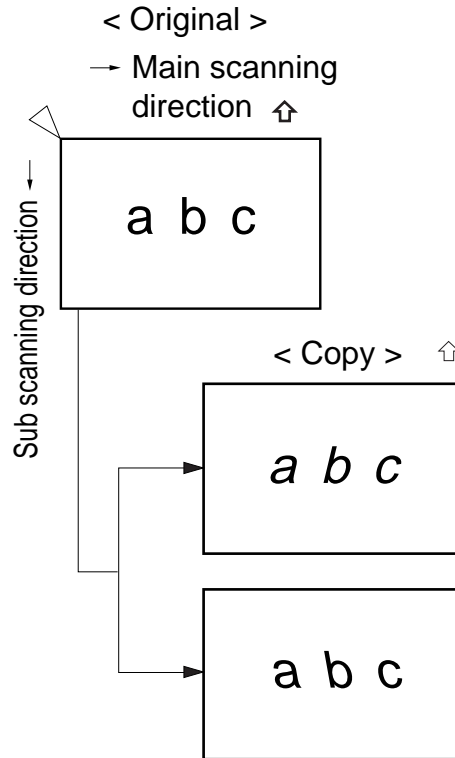 < Original >
Main scanning
direction
Sub scanning direction
a b c
< Copy >
a b c
a b c